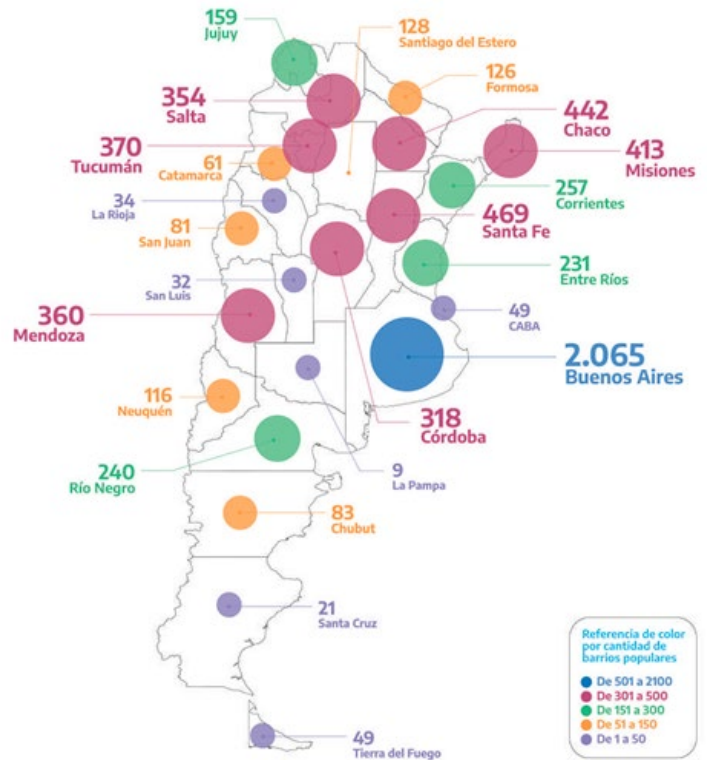 159
Jujuy
128
Santiago del Estero
126
Formosa
354
Salta
442
Chaco
370
Tucumán
413
Misiones
61
Catamarca
34
La Rioja
257
Corrientes
81
San Juan
469
Santa Fe
231
Entre Ríos
32
San Luis
49
CABA
360
Mendoza
2.065
Buenos Aires
116
Neuquén
318
Córdoba
240
Río Negro
9
La Pampa
83
Chubut
21
Santa Cruz
49
Tierra del Fuego
Referencia de color
por cantidad de
barrios populares
De 501 a 2100
De 301 a 500
De 151 a 300
De 51 a 150
De 1 a 50